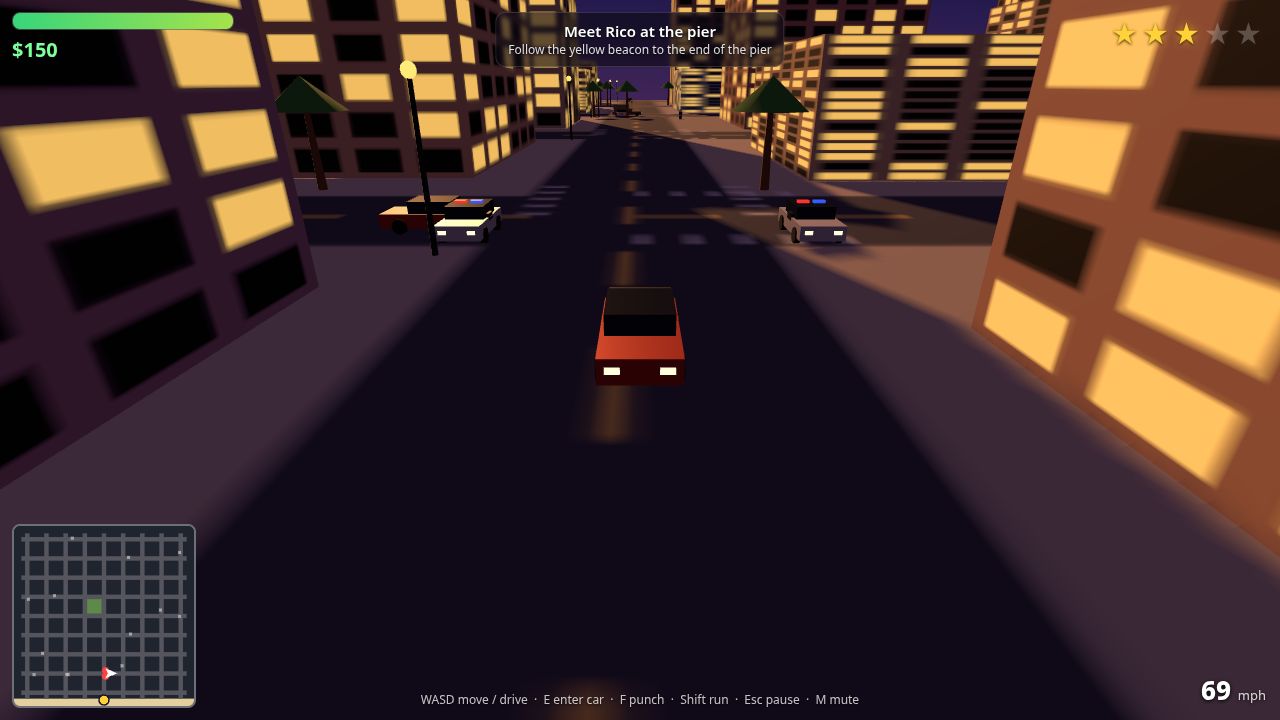 $150
Meet Rico at the pier
Follow the yellow beacon to the end of the pier
WASD move / drive · E enter car · F punch · Shift run · Esc pause · M mute
69 mph